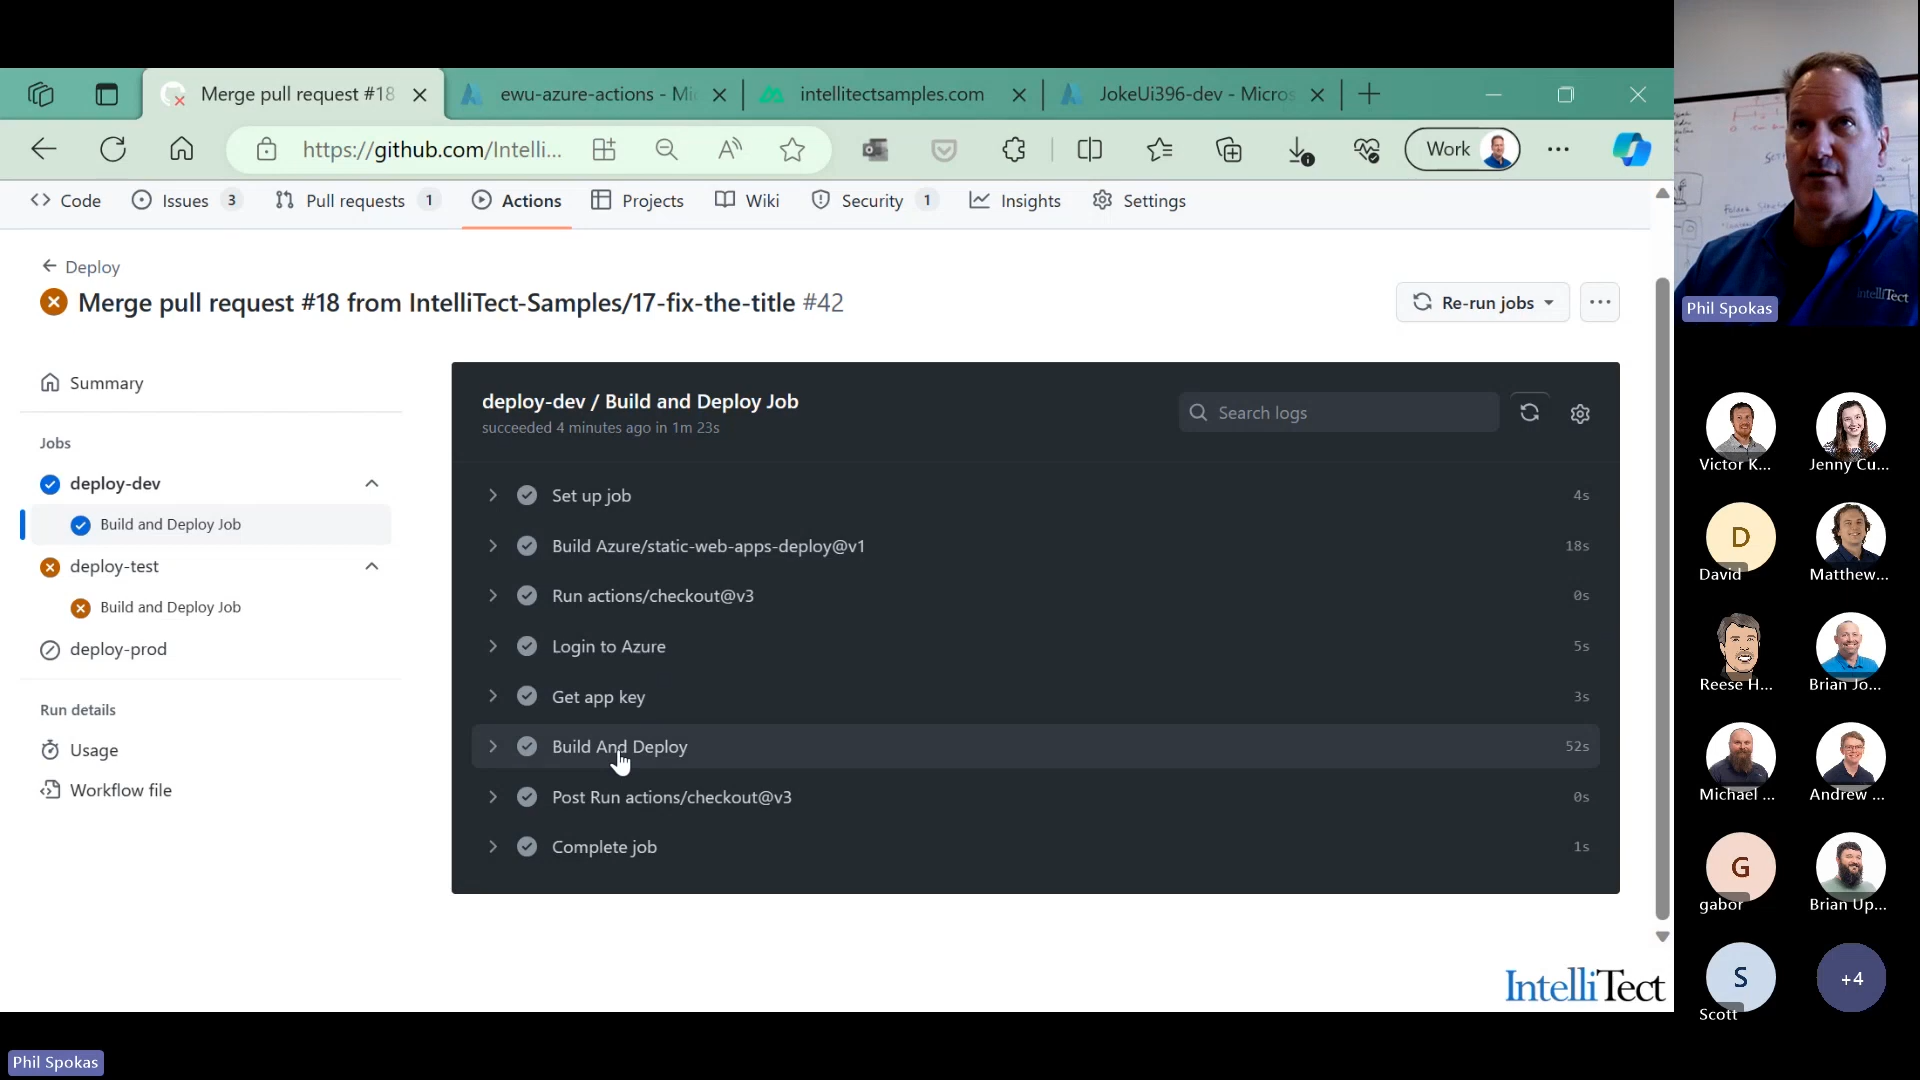 Merge pull request #18
ewu-azure-actions - Mi
intellitectsamples.com
JokeUi396-dev - Micros
https://github.com/Intelli...
Work
Code
Issues 3
Pull requests 1
Actions
Projects
Wiki
Security 1
Insights
Settings
Deploy
Merge pull request #18 from IntelliTect-Samples/17-fix-the-title #42
Re-run jobs
Summary
Jobs
deploy-dev
Build and Deploy Job
deploy-test
Build and Deploy Job
deploy-prod
Run details
Usage
Workflow file
deploy-dev / Build and Deploy Job
succeeded 4 minutes ago in 1m 23s
Search logs
Set up job 4s
Build Azure/static-web-apps-deploy@v1 18s
Run actions/checkout@v3 0s
Login to Azure 5s
Get app key 3s
Build And Deploy 52s
Post Run actions/checkout@v3 0s
Complete job 1s
IntelliTect
Phil Spokas
intelliTect
Phil Spokas
Victor K...
Jenny Cu...
D
David
Matthew...
Reese H...
Brian Jo...
Michael ...
Andrew ...
G
gabor
Brian Up...
S
Scott
+4